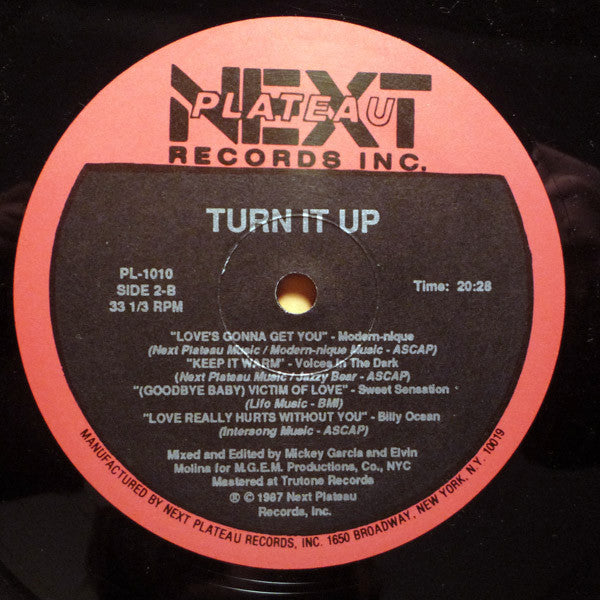 NEXT
PLATEAU
RECORDS INC.
TURN IT UP
PL-1010
SIDE 2-B
33 1/3 RPM
Time: 20:28
"LOVE'S GONNA GET YOU" - Modern-nique
(Next Plateau Music / Modern-nique Music - ASCAP)
"KEEP IT WARM" - Voices In The Dark
(Next Plateau Music / Jazzy Bear - ASCAP)
"(GOODBYE BABY) VICTIM OF LOVE" - Sweet Sensation
(Life Music - BMI)
"LOVE REALLY HURTS WITHOUT YOU" - Billy Ocean
(Intersong Music - ASCAP)
Mixed and Edited by Mickey Garcia and Elvin
Molina for M.G.E.M. Productions, Co., NYC
Mastered at Trutone Records
® © 1987 Next Plateau
Records, Inc.
MANUFACTURED BY NEXT PLATEAU RECORDS, INC. 1650 BROADWAY, NEW YORK, N.Y. 10019